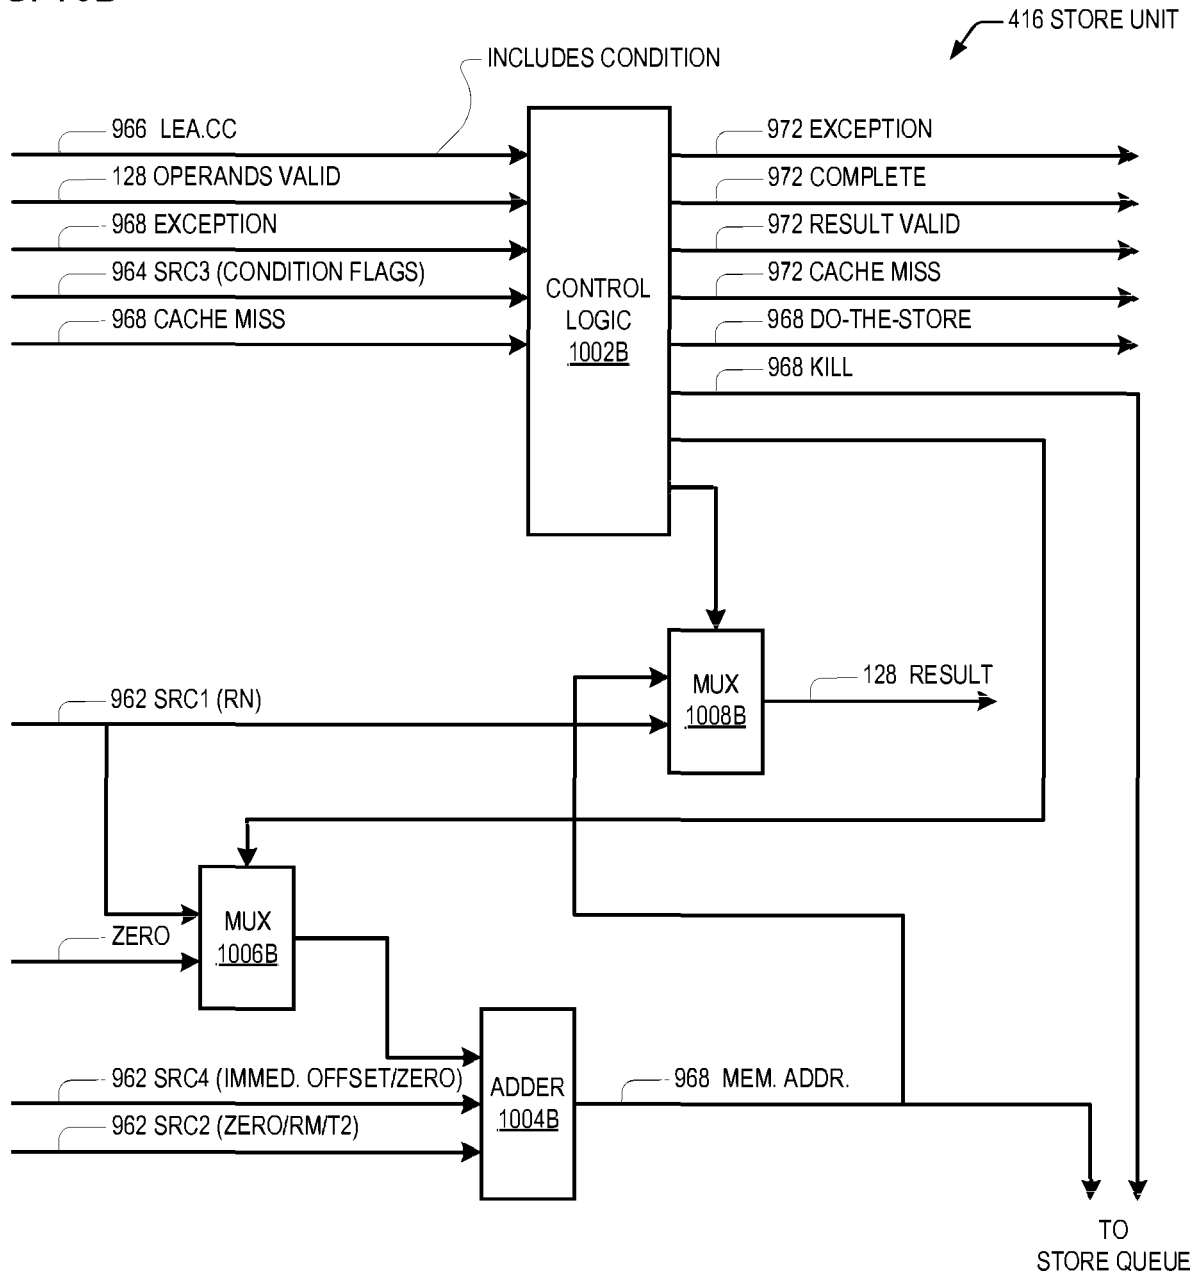 416 STORE UNIT
INCLUDES CONDITION
966 LEA.CC
972 EXCEPTION
128 OPERANDS VALID
972 COMPLETE
968 EXCEPTION
972 RESULT VALID
964 SRC3 (CONDITION FLAGS)
972 CACHE MISS
968 CACHE MISS
968 DO-THE-STORE
968 KILL
CONTROL
LOGIC
1002B
962 SRC1 (RN)
MUX
1008B
128 RESULT
ZERO
MUX
1006B
962 SRC4 (IMMED. OFFSET/ZERO)
962 SRC2 (ZERO/RM/T2)
ADDER
1004B
968 MEM. ADDR.
TO
STORE QUEUE